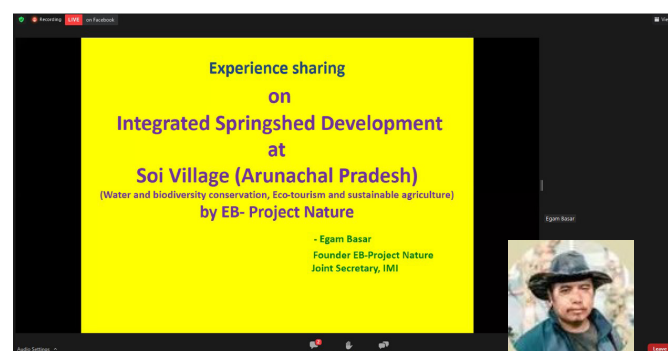 Recording LIVE on Facebook
Vie
Experience sharing
on
Integrated Springshed Development
at
Soi Village (Arunachal Pradesh)
(Water and biodiversity conservation, Eco-tourism and sustainable agriculture)
by EB- Project Nature
- Egam Basar
Founder EB-Project Nature
Joint Secretary, IMI
Egam Basar
Audio Settings
2
Leave